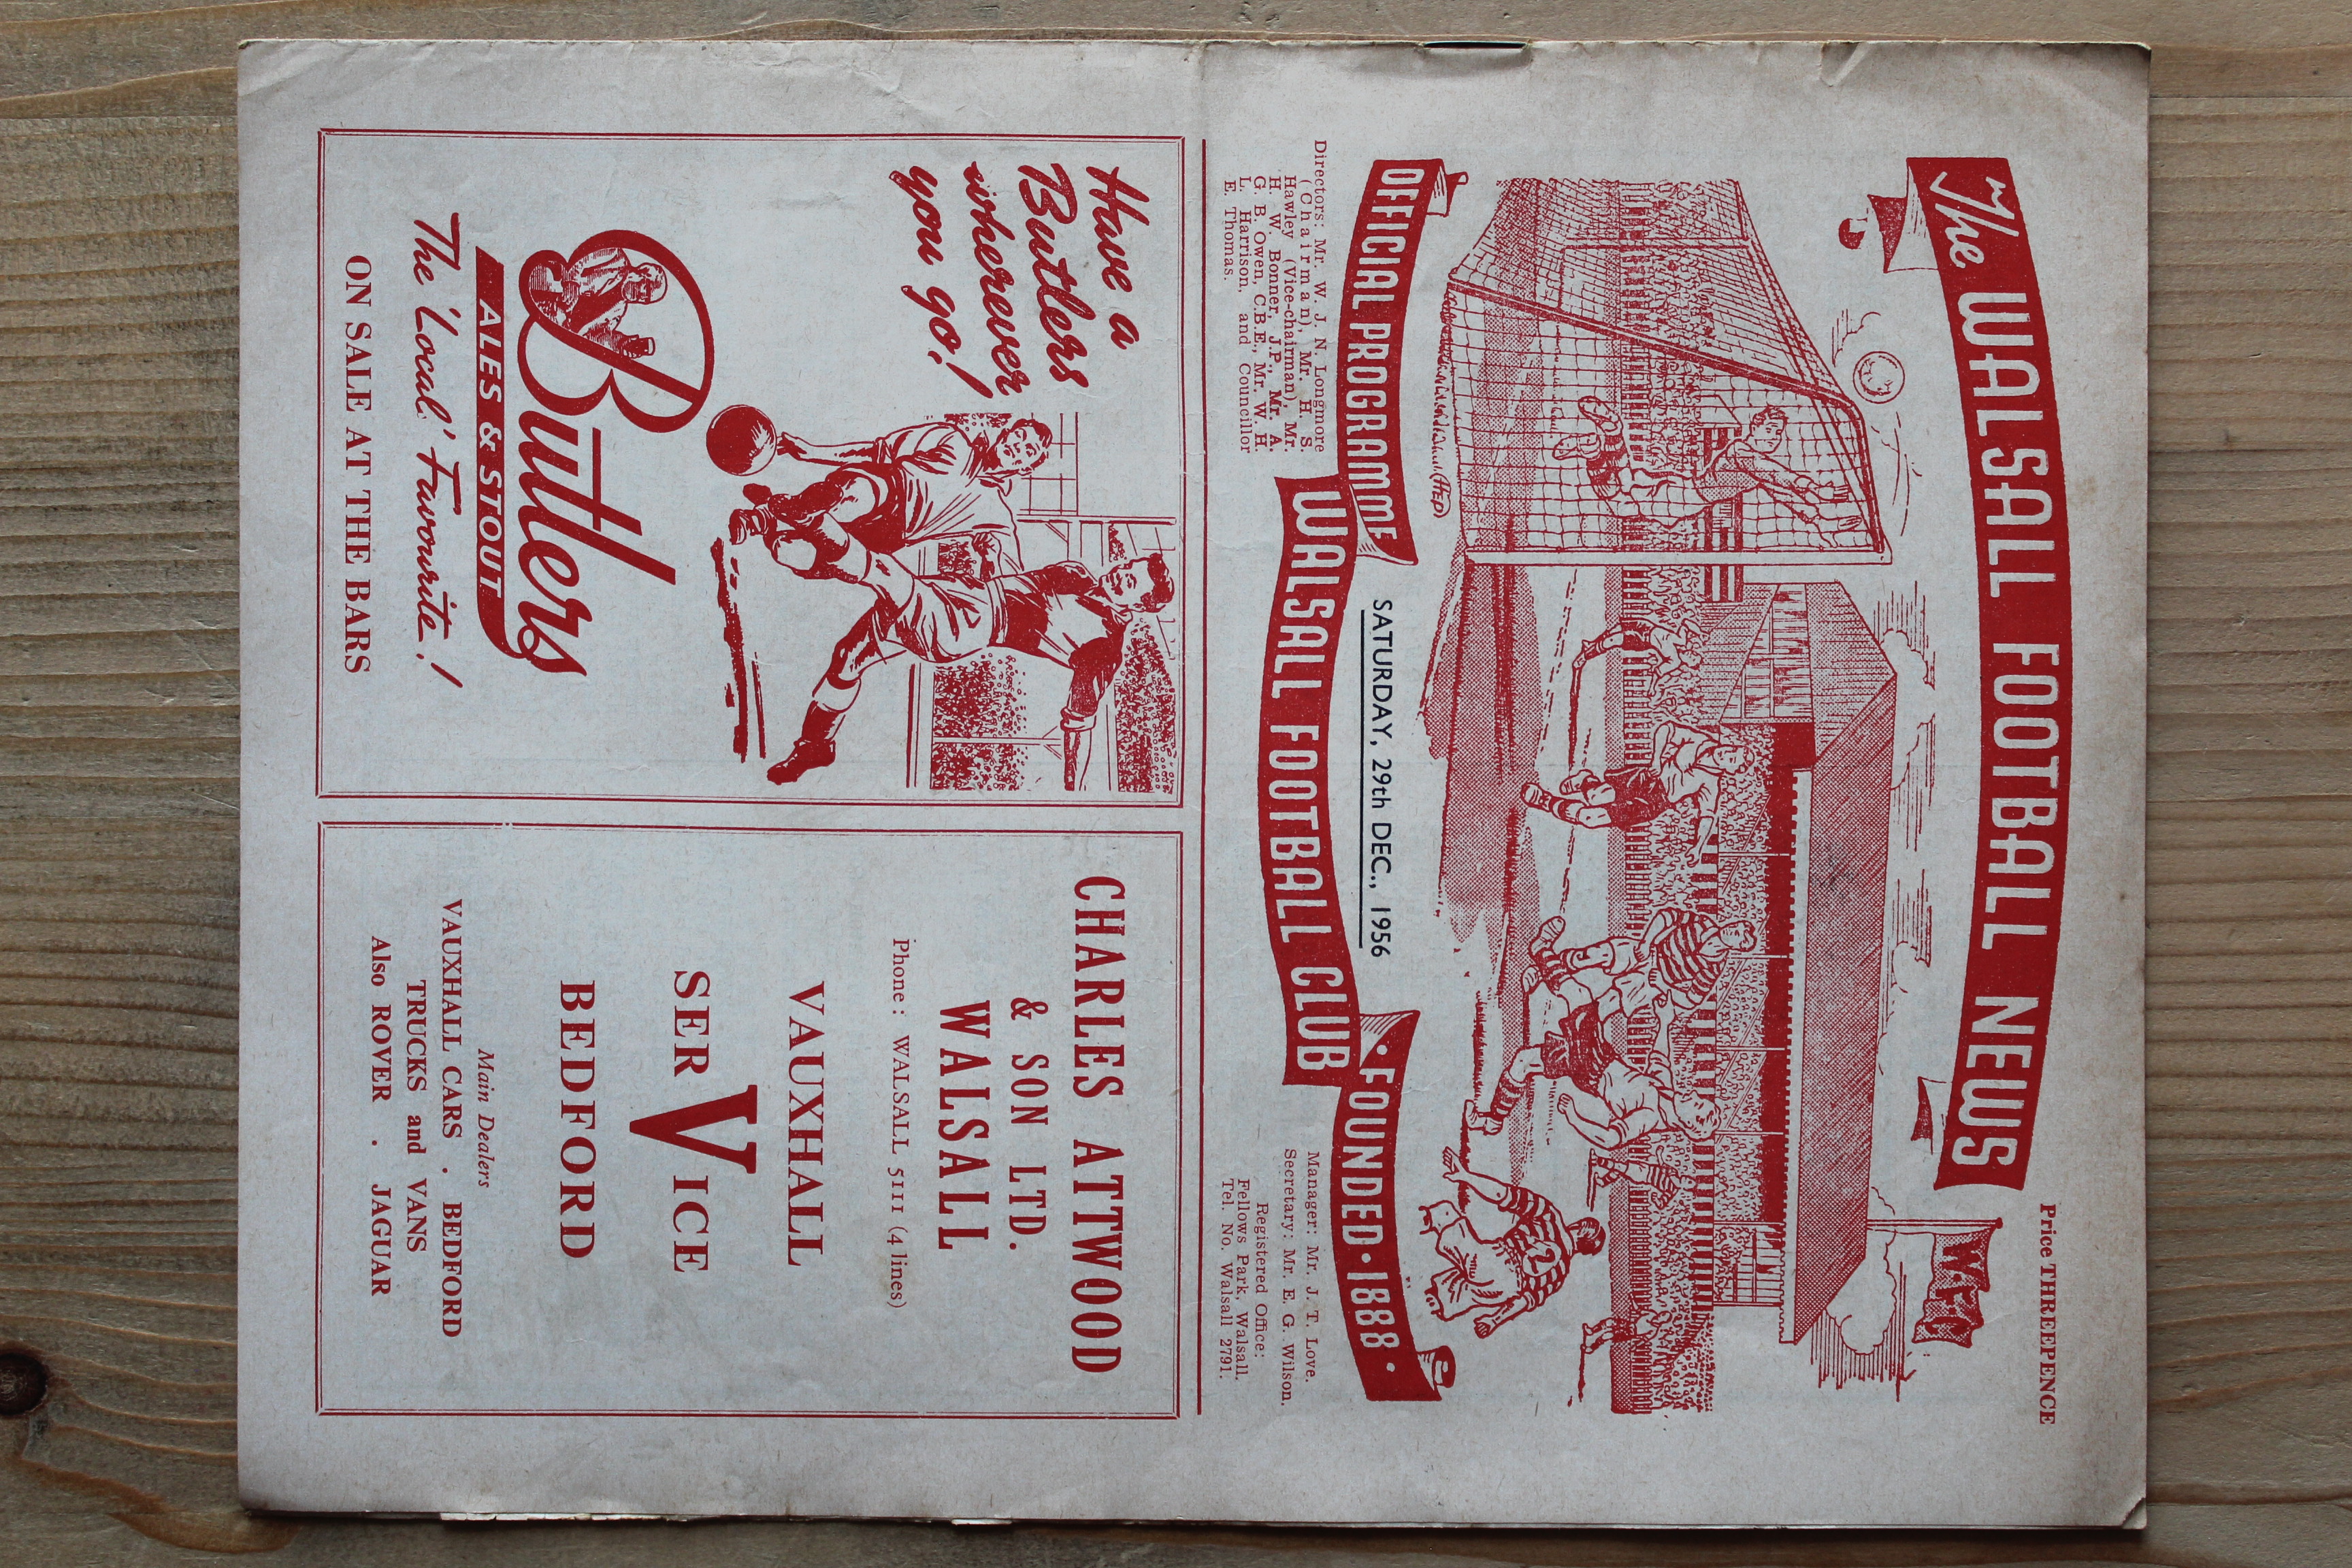 Price THREEPENCE
The WALSALL FOOTBALL NEWS
W.F.C
2
(HEP)
OFFICIAL PROGRAMME
SATURDAY, 29th DEC., 1956
WALSALL FOOTBALL CLUB
• FOUNDED • 1888 •
Directors: Mr. W. J. N. Longmore
(Chairman), Mr. H. S.
Hawley (Vice-chairman), Mr.
H. W. Bonner, J.P., Mr. A.
G. B. Owen, C.B.E., Mr. W. H.
L. Harrison, and Councillor
E. Thomas.
Manager: Mr. J. T. Love.
Secretary: Mr. E. G. Wilson.
Registered Office:
Fellows Park, Walsall.
Tel. No. Walsall 2791.
Have a
Butlers
wherever
you go!
Butlers
ALES & STOUT
The 'Local' Favourite!
ON SALE AT THE BARS
CHARLES ATTWOOD
& SON LTD.
WALSALL
Phone: WALSALL 5111 (4 lines)
VAUXHALL
SERVICE
BEDFORD
Main Dealers
VAUXHALL CARS . BEDFORD
TRUCKS and VANS
Also ROVER . JAGUAR